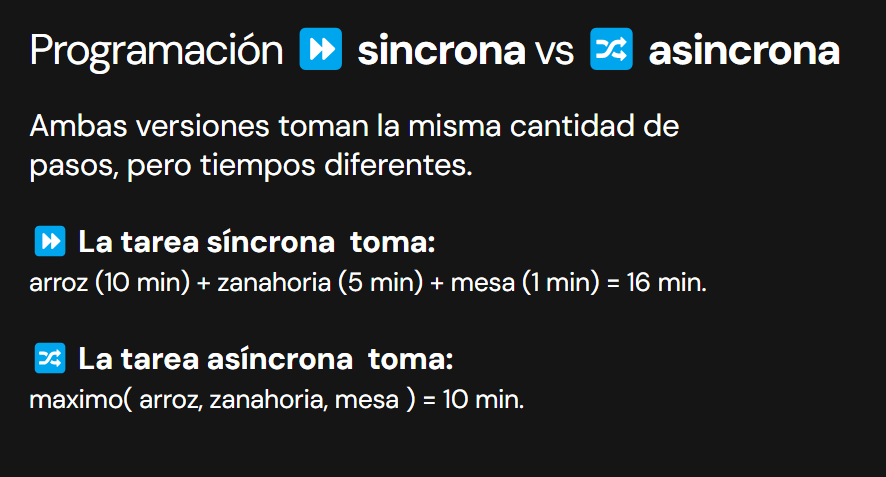 Programación ⏩ sincrona vs 🔀 asincrona
Ambas versiones toman la misma cantidad de
pasos, pero tiempos diferentes.
⏩ La tarea síncrona toma:
arroz (10 min) + zanahoria (5 min) + mesa (1 min) = 16 min.
🔀 La tarea asíncrona toma:
maximo( arroz, zanahoria, mesa ) = 10 min.